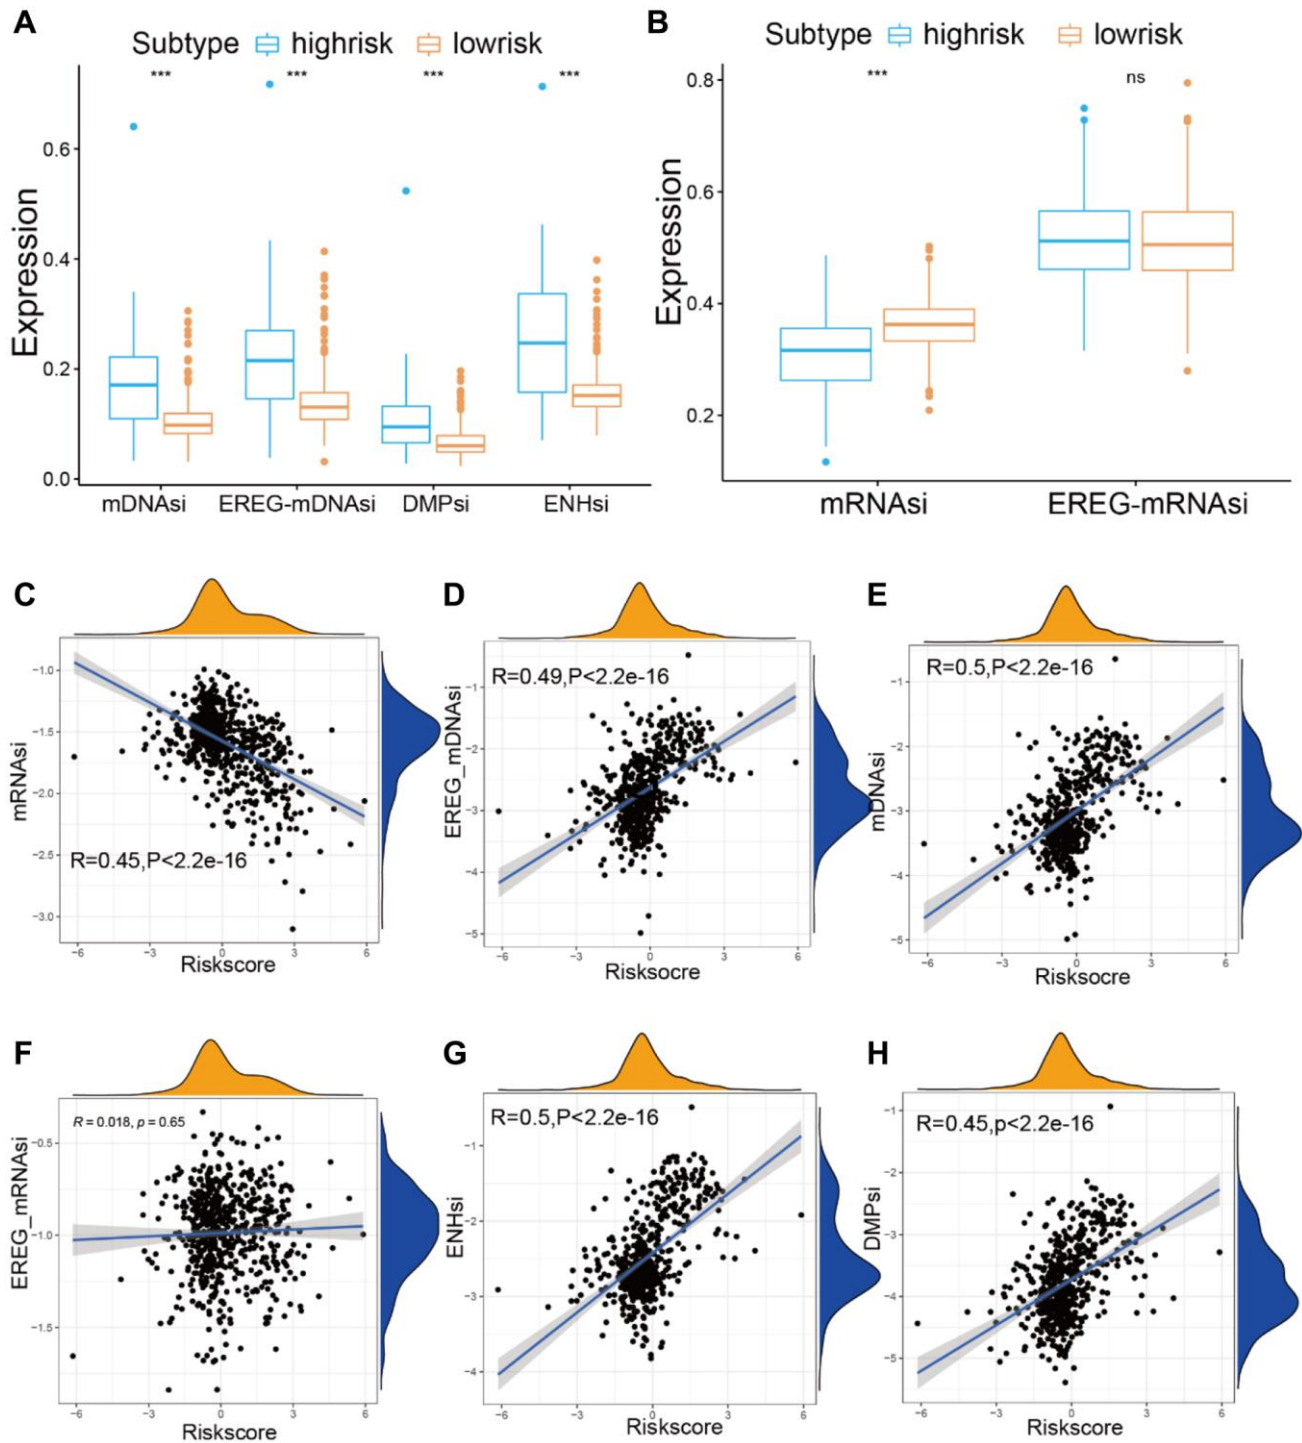 A
Subtype highrisk lowrisk
*** *** *** ***
Expression
0.6
0.4
0.2
0.0
mDNAsi EREG-mDNAsi DMPsi ENHsi
B
Subtype highrisk lowrisk
*** ns
Expression
0.8
0.6
0.4
0.2
mRNAsi EREG-mRNAsi
C
mRNAsi
−1.0
−1.5
−2.0
−2.5
−3.0
R=0.45,P<2.2e-16
−6 −3 0 3 6
Riskscore
D
EREG_mDNAsi
R=0.49,P<2.2e-16
−1
−2
−3
−4
−5
−6 −3 0 3 6
Risksocre
E
mDNAsi
R=0.5,P<2.2e-16
−1
−2
−3
−4
−5
−6 −3 0 3 6
Risksocre
F
EREG_mRNAsi
R = 0.018, p = 0.65
−0.5
−1.0
−1.5
−6 −3 0 3 6
Riskscore
G
ENHsi
R=0.5,P<2.2e-16
−1
−2
−3
−4
−6 −3 0 3 6
Riskscore
H
DMPsi
R=0.45,p<2.2e-16
−1
−2
−3
−4
−5
−6 −3 0 3 6
Riskscore